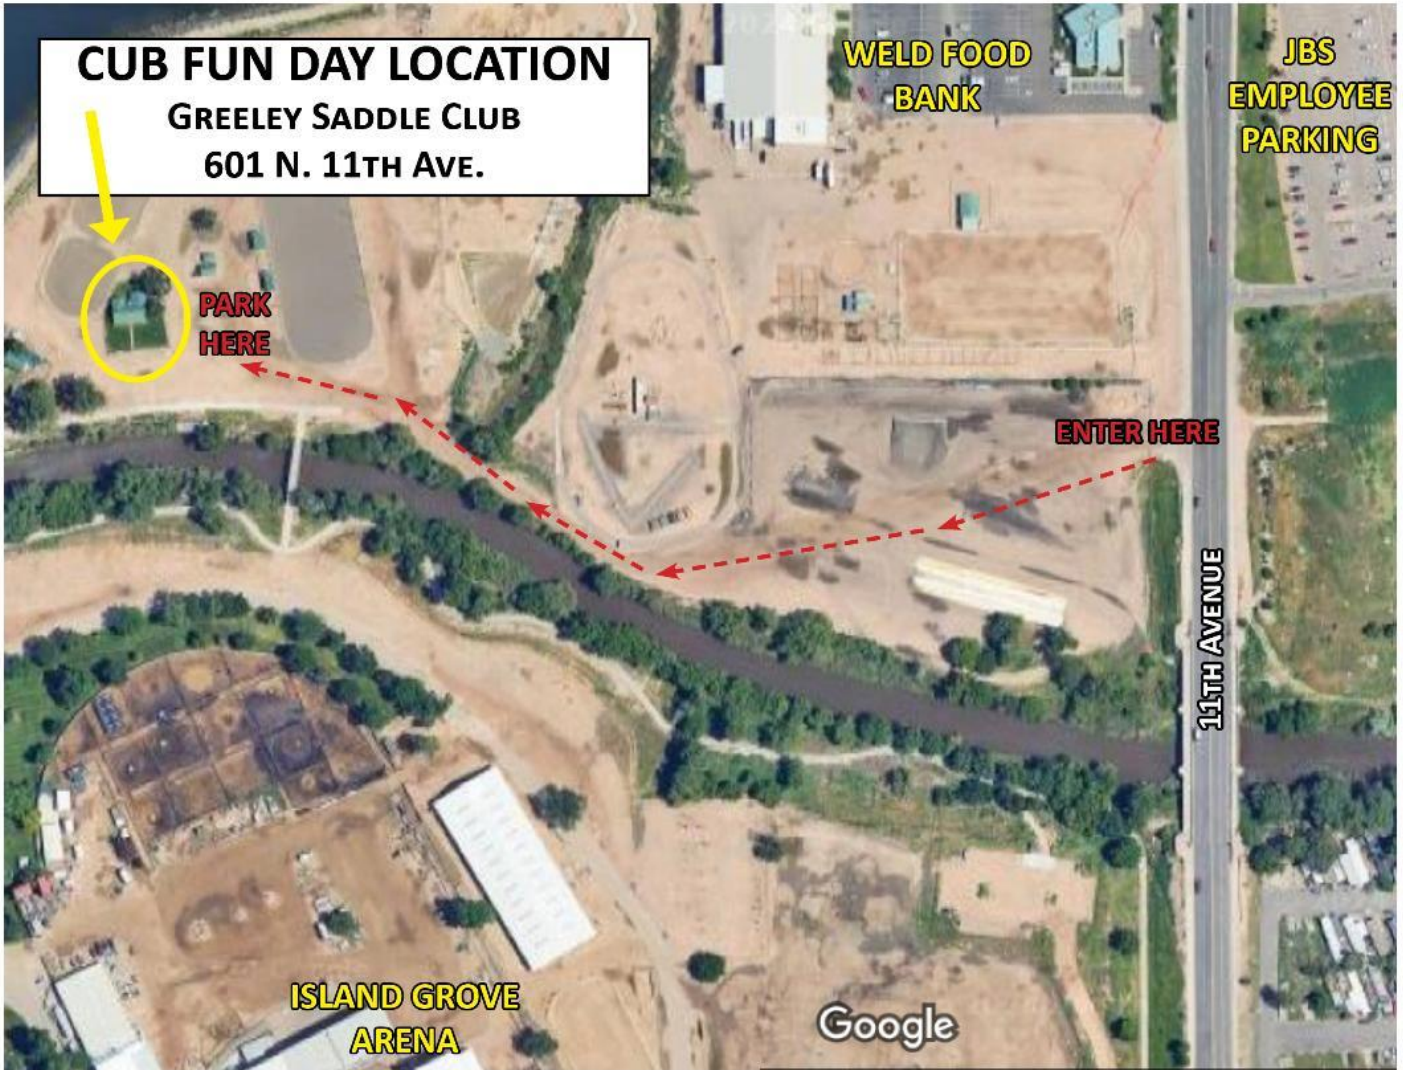 CUB FUN DAY LOCATION
GREELEY SADDLE CLUB
601 N. 11TH AVE.
WELD FOOD
BANK
JBS
EMPLOYEE
PARKING
PARK
HERE
ENTER HERE
11TH AVENUE
ISLAND GROVE
ARENA
Google